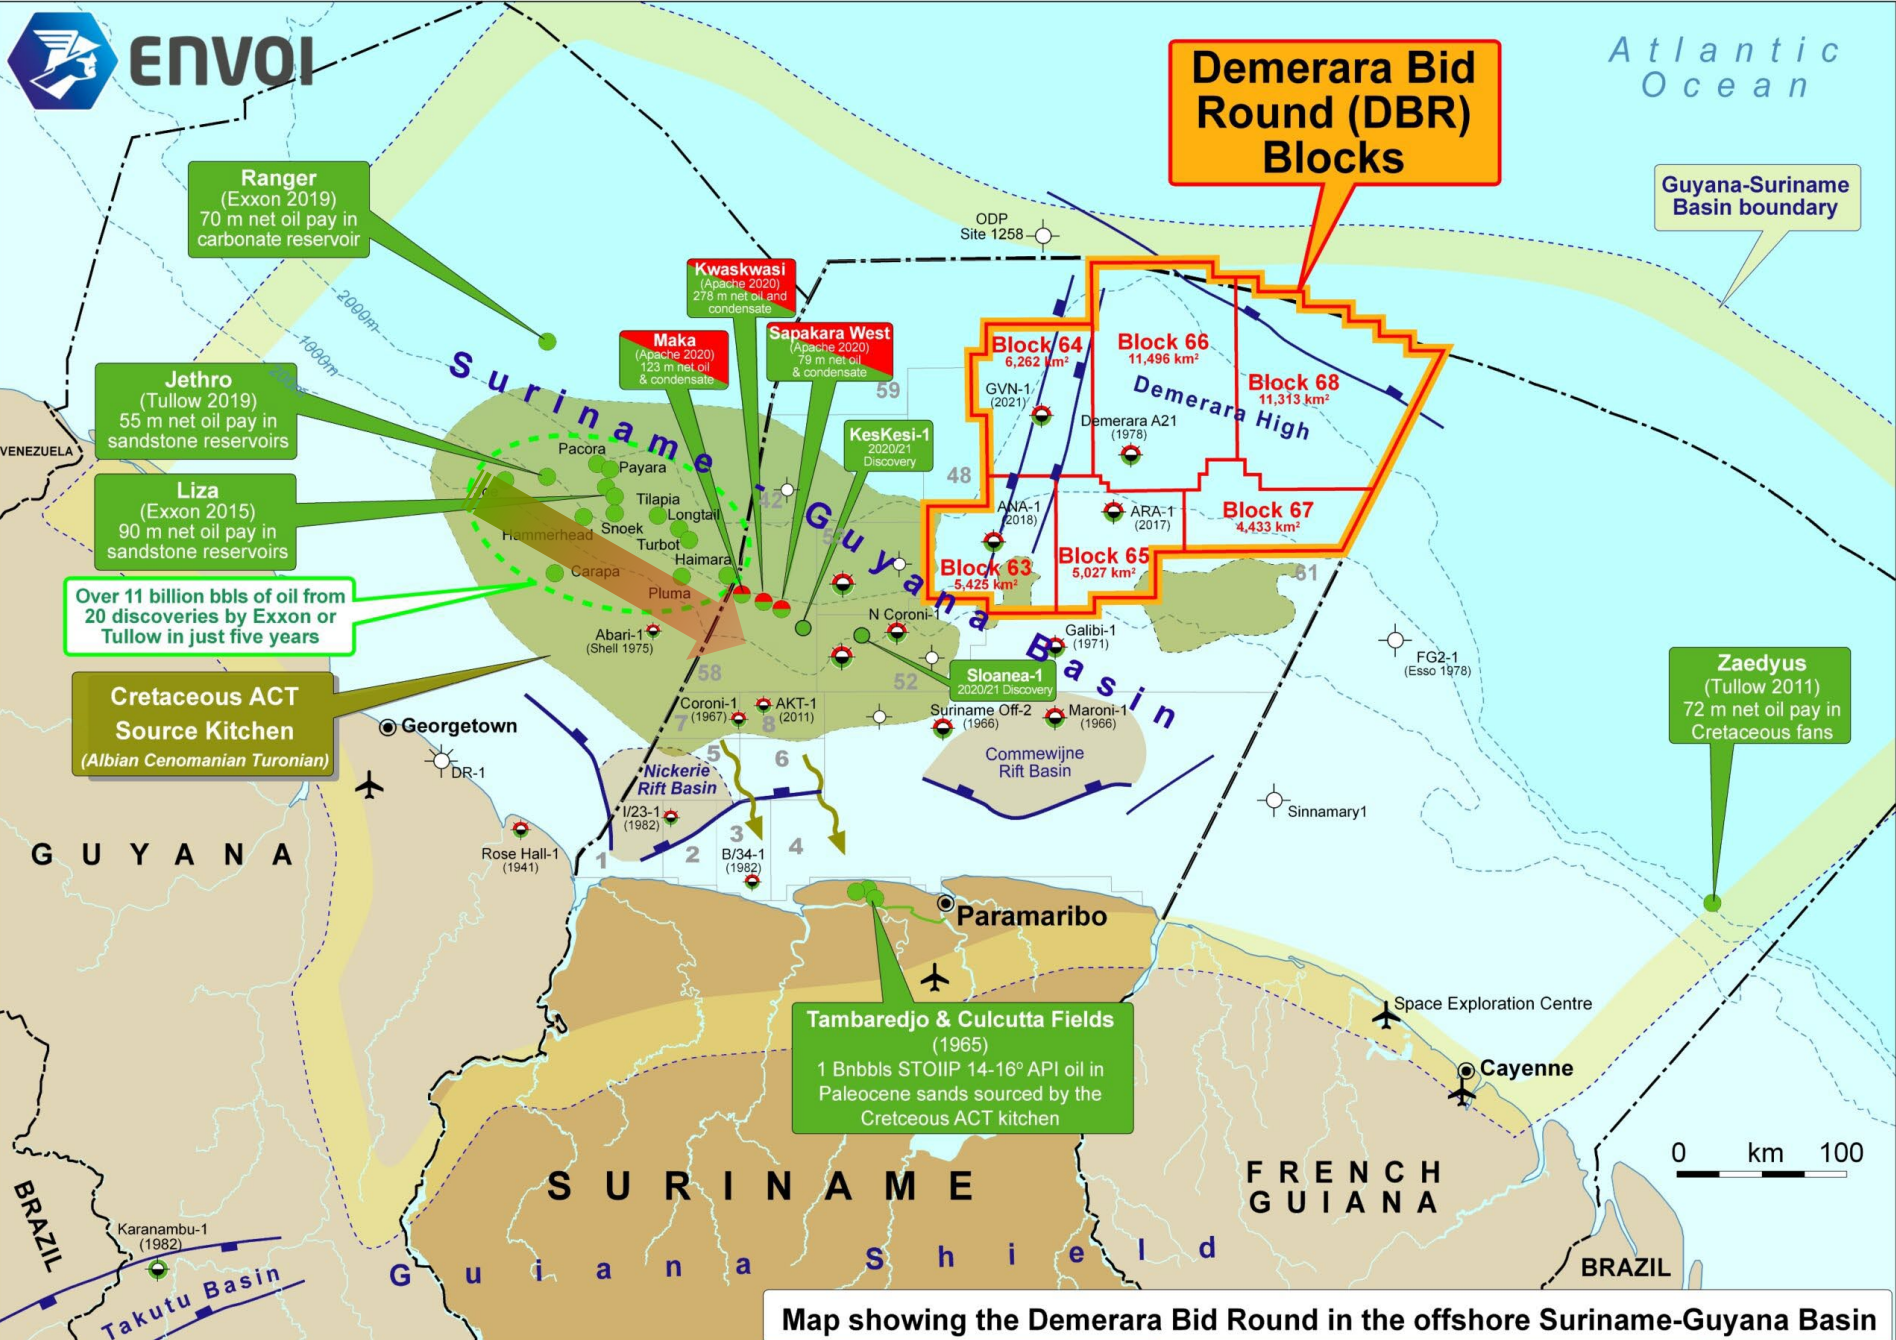 ENVOI
Demerara Bid
Round (DBR)
Blocks
Atlantic
Ocean
Guyana-Suriname
Basin boundary
Ranger
(Exxon 2019)
70 m net oil pay in
carbonate reservoir
ODP
Site 1258
Kwaskwasi
(Apache 2020)
278 m net oil and
condensate
Maka
(Apache 2020)
123 m net oil
& condensate
Sapakara West
(Apache 2020)
79 m net oil
& condensate
2000m
1000m
200m
Jethro
(Tullow 2019)
55 m net oil pay in
sandstone reservoirs
VENEZUELA
Liza
(Exxon 2015)
90 m net oil pay in
sandstone reservoirs
Over 11 billion bbls of oil from
20 discoveries by Exxon or
Tullow in just five years
Cretaceous ACT
Source Kitchen
(Albian Cenomanian Turonian)
Suriname - Guyana Basin
Block 64
6,262 km²
Block 66
11,496 km²
Block 68
11,313 km²
Demerara High
GVN-1
(2021)
Demerara A21
(1978)
59
48
KesKesi-1
2020/21
Discovery
Pacora
Payara
Tilapia
Longtail
Snoek
Hammerhead
Turbot
Haimara
Carapa
Pluma
42
ANA-1
(2018)
ARA-1
(2017)
Block 67
4,433 km²
Block 65
5,027 km²
Block 63
5,425 km²
61
Abari-1
(Shell 1975)
N Coroni-1
Galibi-1
(1971)
FG2-1
(Esso 1978)
58
52
Sloanea-1
2020/21 Discovery
Zaedyus
(Tullow 2011)
72 m net oil pay in
Cretaceous fans
Coroni-1
(1967)
AKT-1
(2011)
Suriname Off-2
(1966)
Maroni-1
(1966)
7
8
5
6
Georgetown
DR-1
Nickerie
Rift Basin
Commewijne
Rift Basin
I/23-1
(1982)
Sinnamary1
3
4
2
1
B/34-1
(1982)
Rose Hall-1
(1941)
GUYANA
Paramaribo
Tambaredjo & Culcutta Fields
(1965)
1 Bnbbls STOIIP 14-16º API oil in
Paleocene sands sourced by the
Cretceous ACT kitchen
Space Exploration Centre
Cayenne
0 km 100
SURINAME
FRENCH
GUIANA
BRAZIL
Karanambu-1
(1982)
Takutu Basin
Guiana Shield
BRAZIL
Map showing the Demerara Bid Round in the offshore Suriname-Guyana Basin